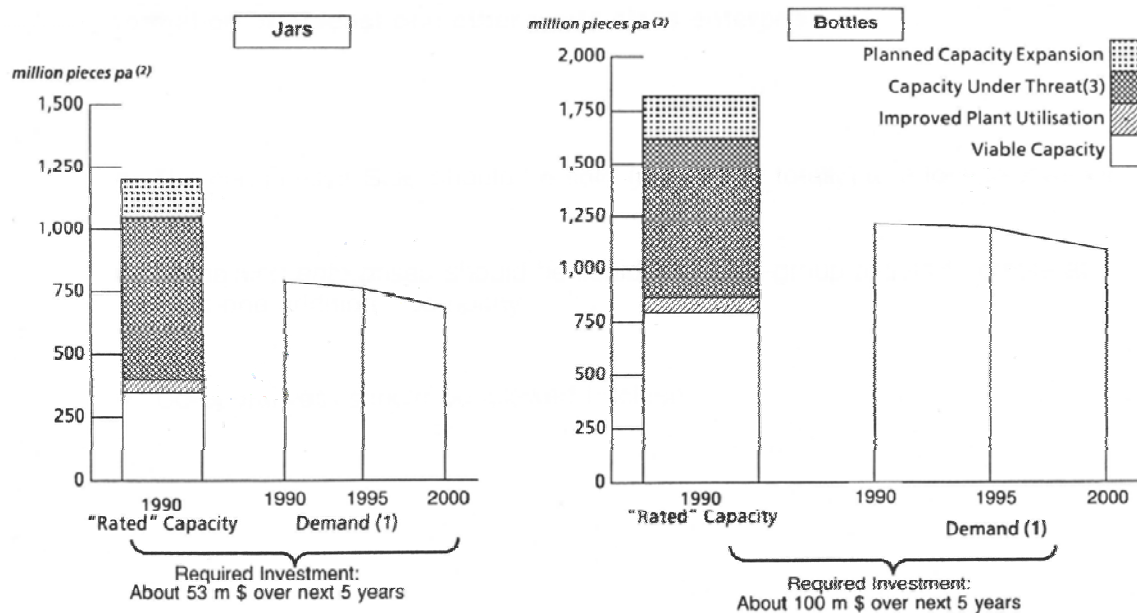 Jars
million pieces pa (2)
1,500
1,250
1,000
750
500
250
0
1990
"Rated" Capacity
1990
1995
2000
Demand (1)
Required Investment:
About 53 m $ over next 5 years
Bottles
million pieces pa (2)
2,000
1,750
1,500
1,250
1,000
750
500
250
0
Planned Capacity Expansion
Capacity Under Threat(3)
Improved Plant Utilisation
Viable Capacity
1990
"Rated" Capacity
1990
1995
2000
Demand (1)
Required Investment:
About 100 m $ over next 5 years